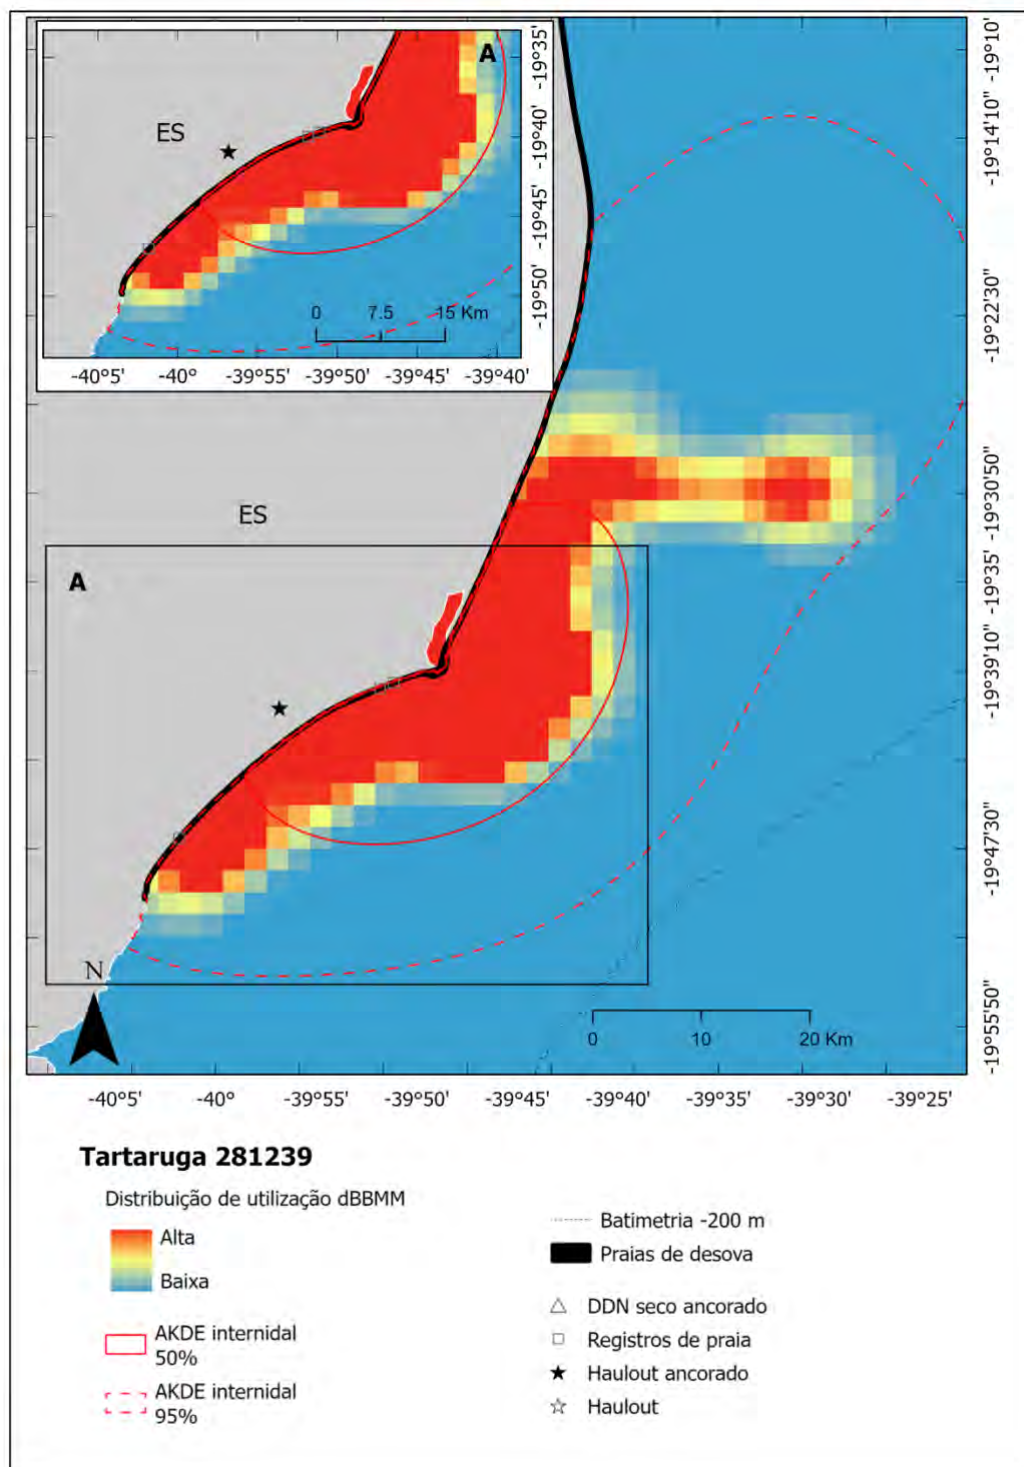 A
ES
-19°35'
-19°40'
-19°45'
-19°50'
0 7.5 15 Km
-40°5' -40° -39°55' -39°50' -39°45' -39°40'
-19°10'
-19°14'10"
-19°22'30"
-19°30'50"
-19°35'
-19°39'10"
-19°47'30"
-19°55'50"
ES
A
N
0 10 20 Km
-40°5' -40° -39°55' -39°50' -39°45' -39°40' -39°35' -39°30' -39°25'
Tartaruga 281239
Distribuição de utilização dBBMM
Alta
Baixa
AKDE internidal
50%
AKDE internidal
95%
Batimetria -200 m
Praias de desova
DDN seco ancorado
Registros de praia
Haulout ancorado
Haulout